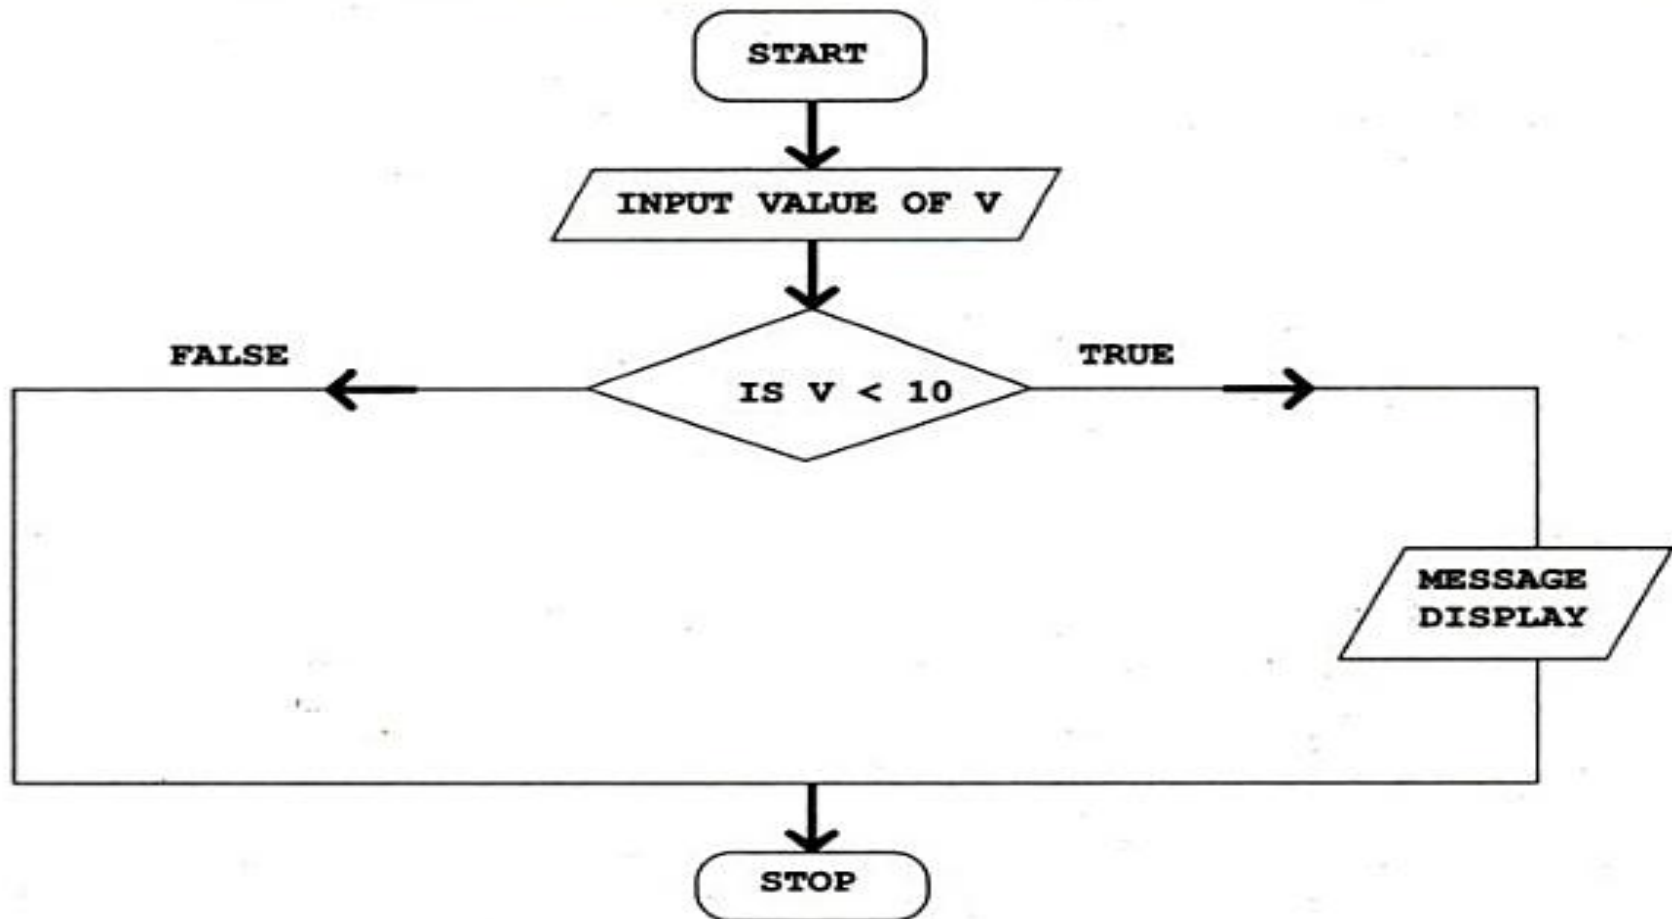 START
INPUT VALUE OF V
FALSE
TRUE
IS V < 10
MESSAGE
DISPLAY
STOP